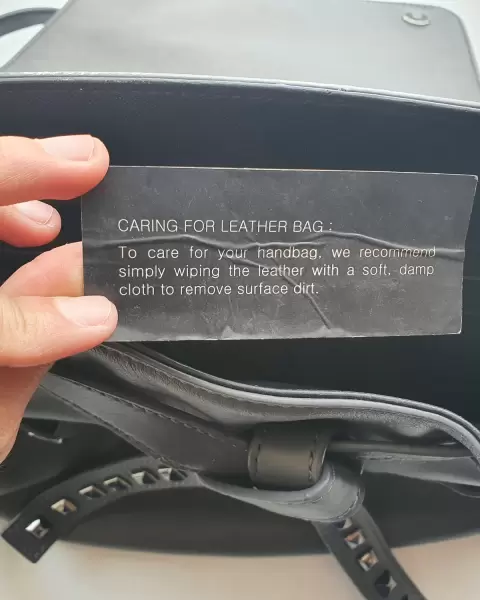 CARING FOR LEATHER BAG :
To care for your handbag, we recommend
simply wiping the leather with a soft, damp
cloth to remove surface dirt.